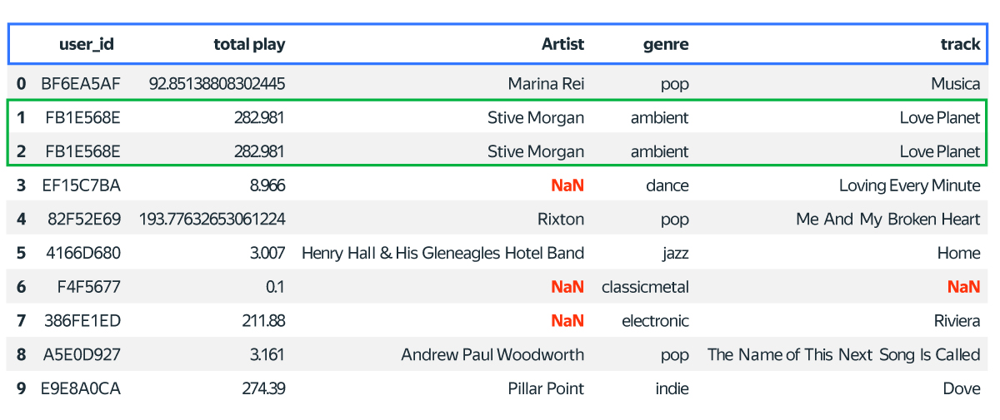 user_id total play Artist genre track
0 BF6EA5AF 92.85138808302445 Marina Rei pop Musica
1 FB1E568E 282.981 Stive Morgan ambient Love Planet
2 FB1E568E 282.981 Stive Morgan ambient Love Planet
3 EF15C7BA 8.966 NaN dance Loving Every Minute
4 82F52E69 193.77632653061224 Rixton pop Me And My Broken Heart
5 4166D680 3.007 Henry Hall & His Gleneagles Hotel Band jazz Home
6 F4F5677 0.1 NaN classicmetal NaN
7 386FE1ED 211.88 NaN electronic Riviera
8 A5E0D927 3.161 Andrew Paul Woodworth pop The Name of This Next Song Is Called
9 E9E8A0CA 274.39 Pillar Point indie Dove